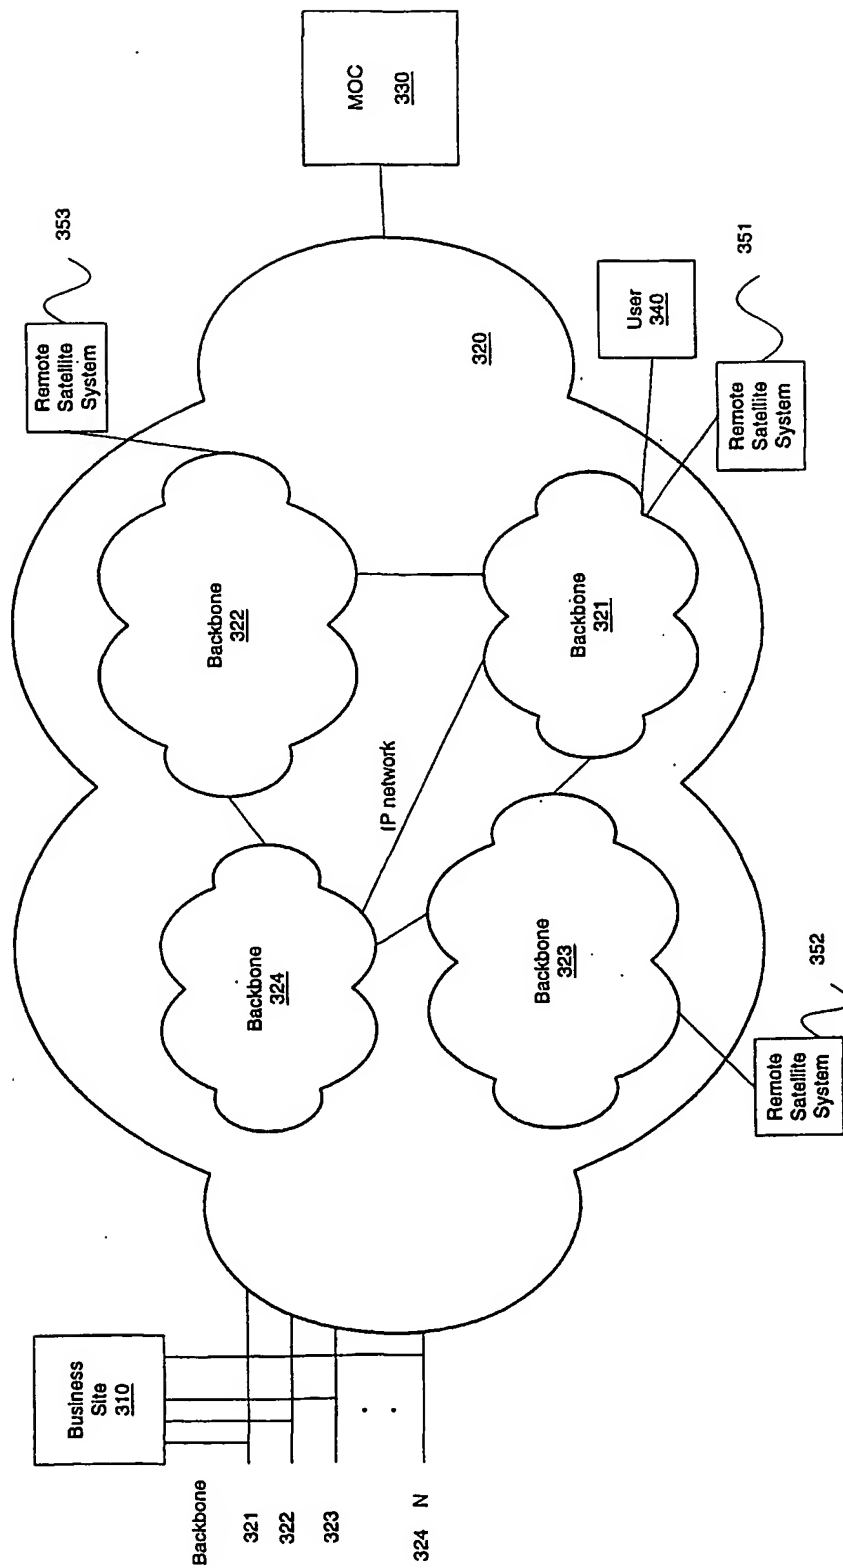 Business
Site
310
Backbone
321
322
323
324 N
Backbone
324
Backbone
322
IP network
Backbone
323
Backbone
321
320
Remote
Satellite
System
353
MOC
330
User
340
Remote
Satellite
System
351
Remote
Satellite
System
352